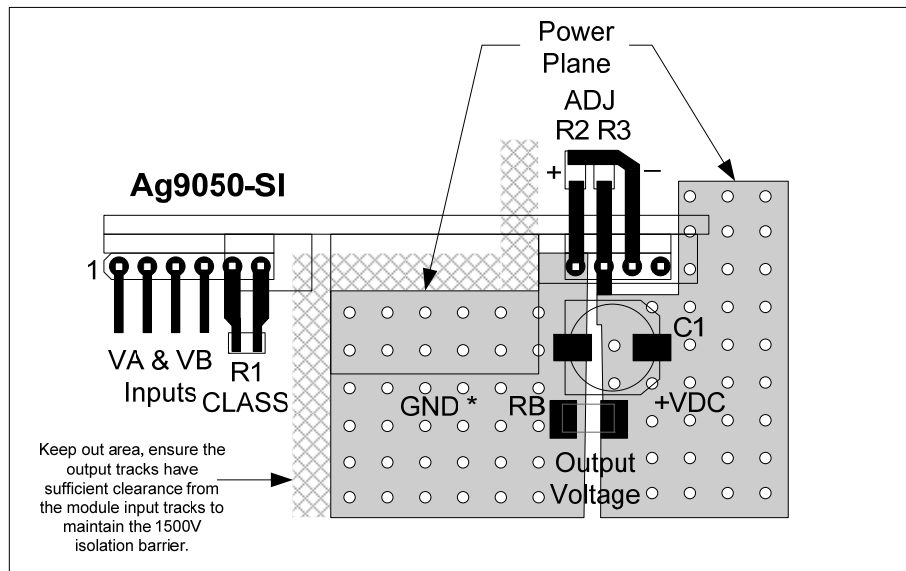 Power
Plane
ADJ
R2 R3
+
–
Ag9050-SI
1
VA & VB
Inputs
R1
CLASS
C1
GND *
RB
+VDC
Output
Voltage
Keep out area, ensure the
output tracks have
sufficient clearance from
the module input tracks to
maintain the 1500V
isolation barrier.